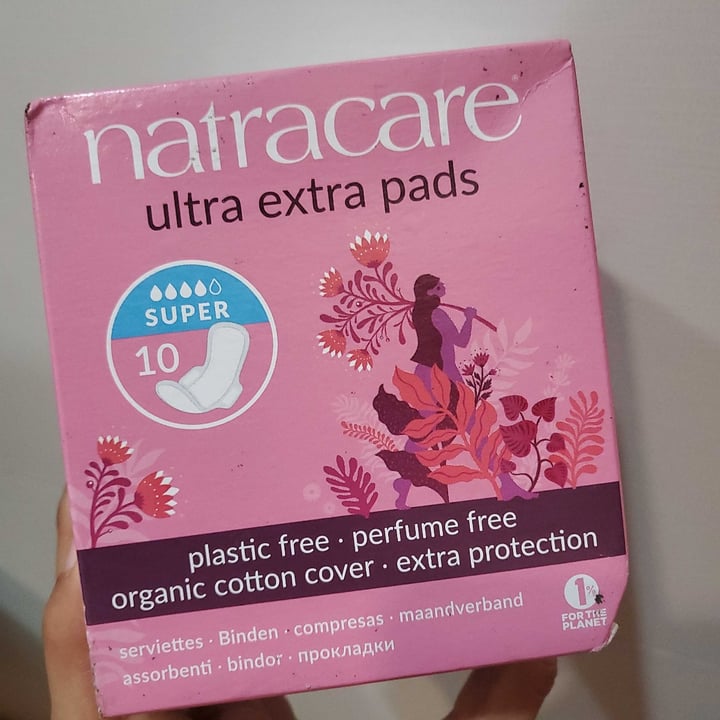 natracare®
ultra extra pads
SUPER
10
plastic free · perfume free
organic cotton cover · extra protection
1%
FOR THE
PLANET
serviettes · Binden · compresas · maandverband
assorbenti · bindor · прокладки